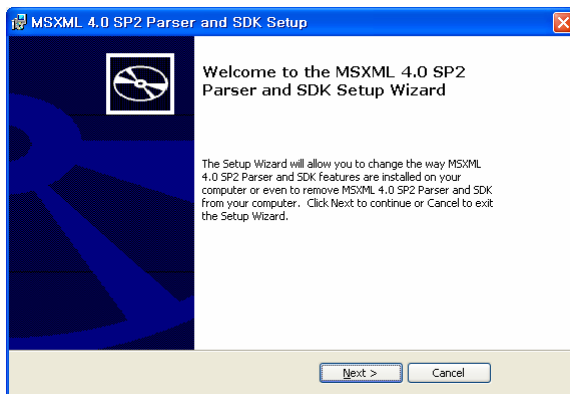 MSXML 4.0 SP2 Parser and SDK Setup
Welcome to the MSXML 4.0 SP2
Parser and SDK Setup Wizard
The Setup Wizard will allow you to change the way MSXML
4.0 SP2 Parser and SDK features are installed on your
computer or even to remove MSXML 4.0 SP2 Parser and SDK
from your computer. Click Next to continue or Cancel to exit
the Setup Wizard.
Next >
Cancel